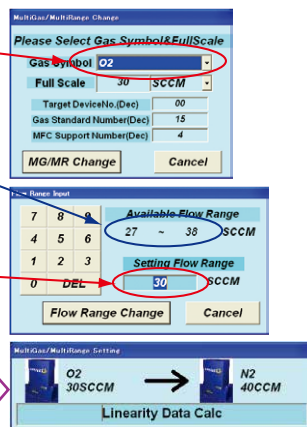 MultiGas/MultiRange Change
Please Select Gas Symbol&FullScale
Gas Symbol O2
Full Scale 30 SCCM
Target DeviceNo.(Dec) 00
Gas Standard Number(Dec) 15
MFC Support Number(Dec) 4
MG/MR Change Cancel
Flow Range Input
7 8 9
4 5 6
1 2 3
0 DEL
Available Flow Range
27 ~ 38 SCCM
Setting Flow Range
30 SCCM
Flow Range Change Cancel
MultiGas/MultiRange Setting
O2
30SCCM
N2
40CCM
Linearity Data Calc